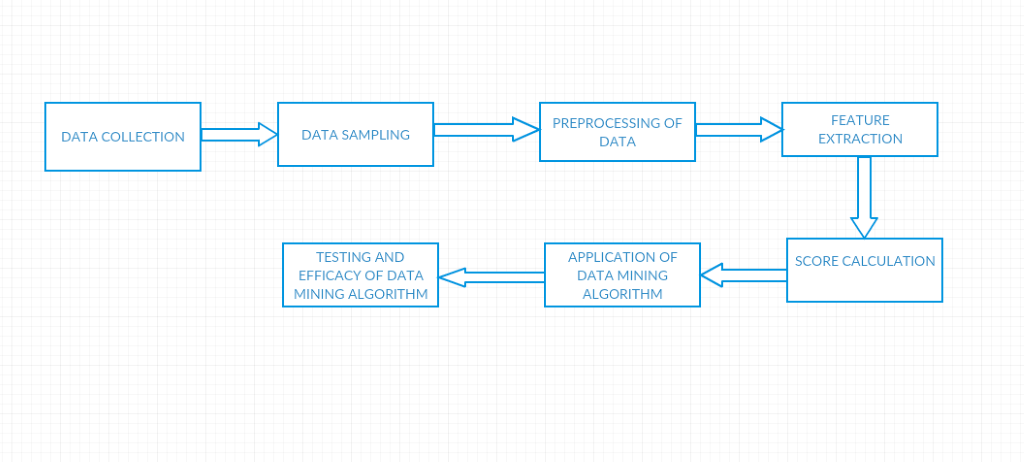 DATA COLLECTION
DATA SAMPLING
PREPROCESSING OF
DATA
FEATURE
EXTRACTION
SCORE CALCULATION
APPLICATION OF
DATA MINING
ALGORITHM
TESTING AND
EFFICACY OF DATA
MINING ALGORITHM